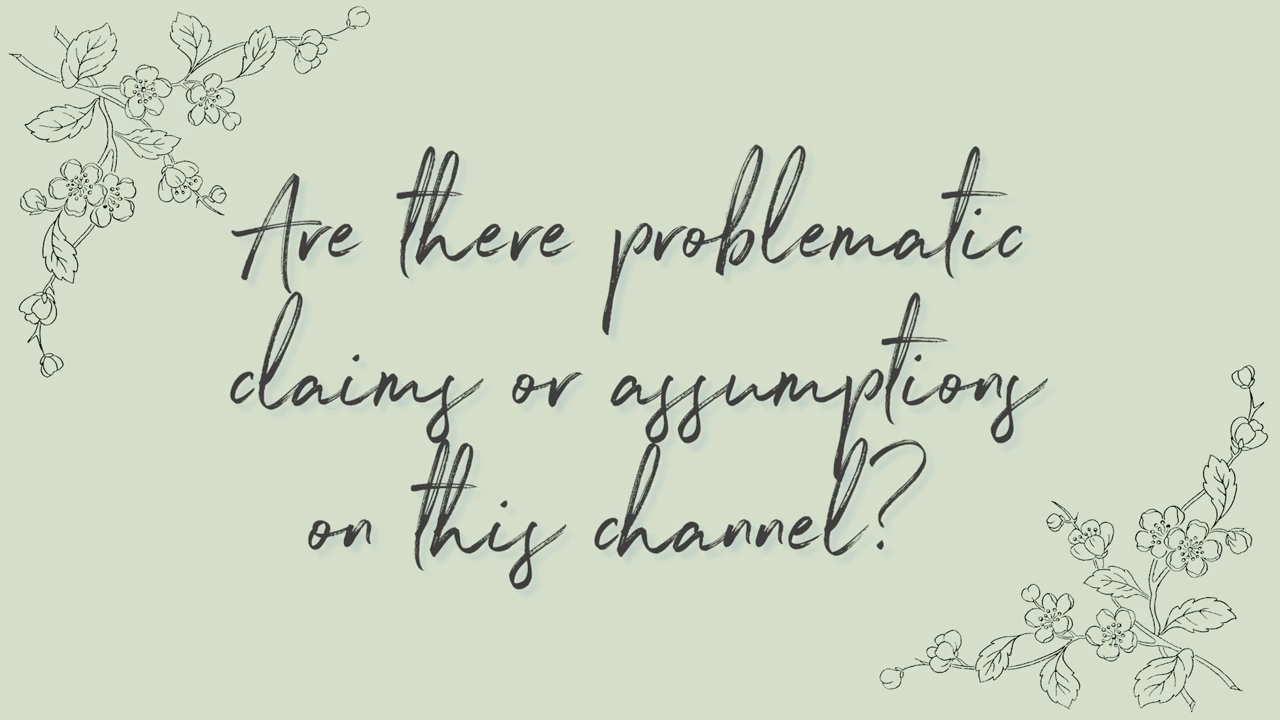 Are there problematic
claims or assumptions
on this channel?